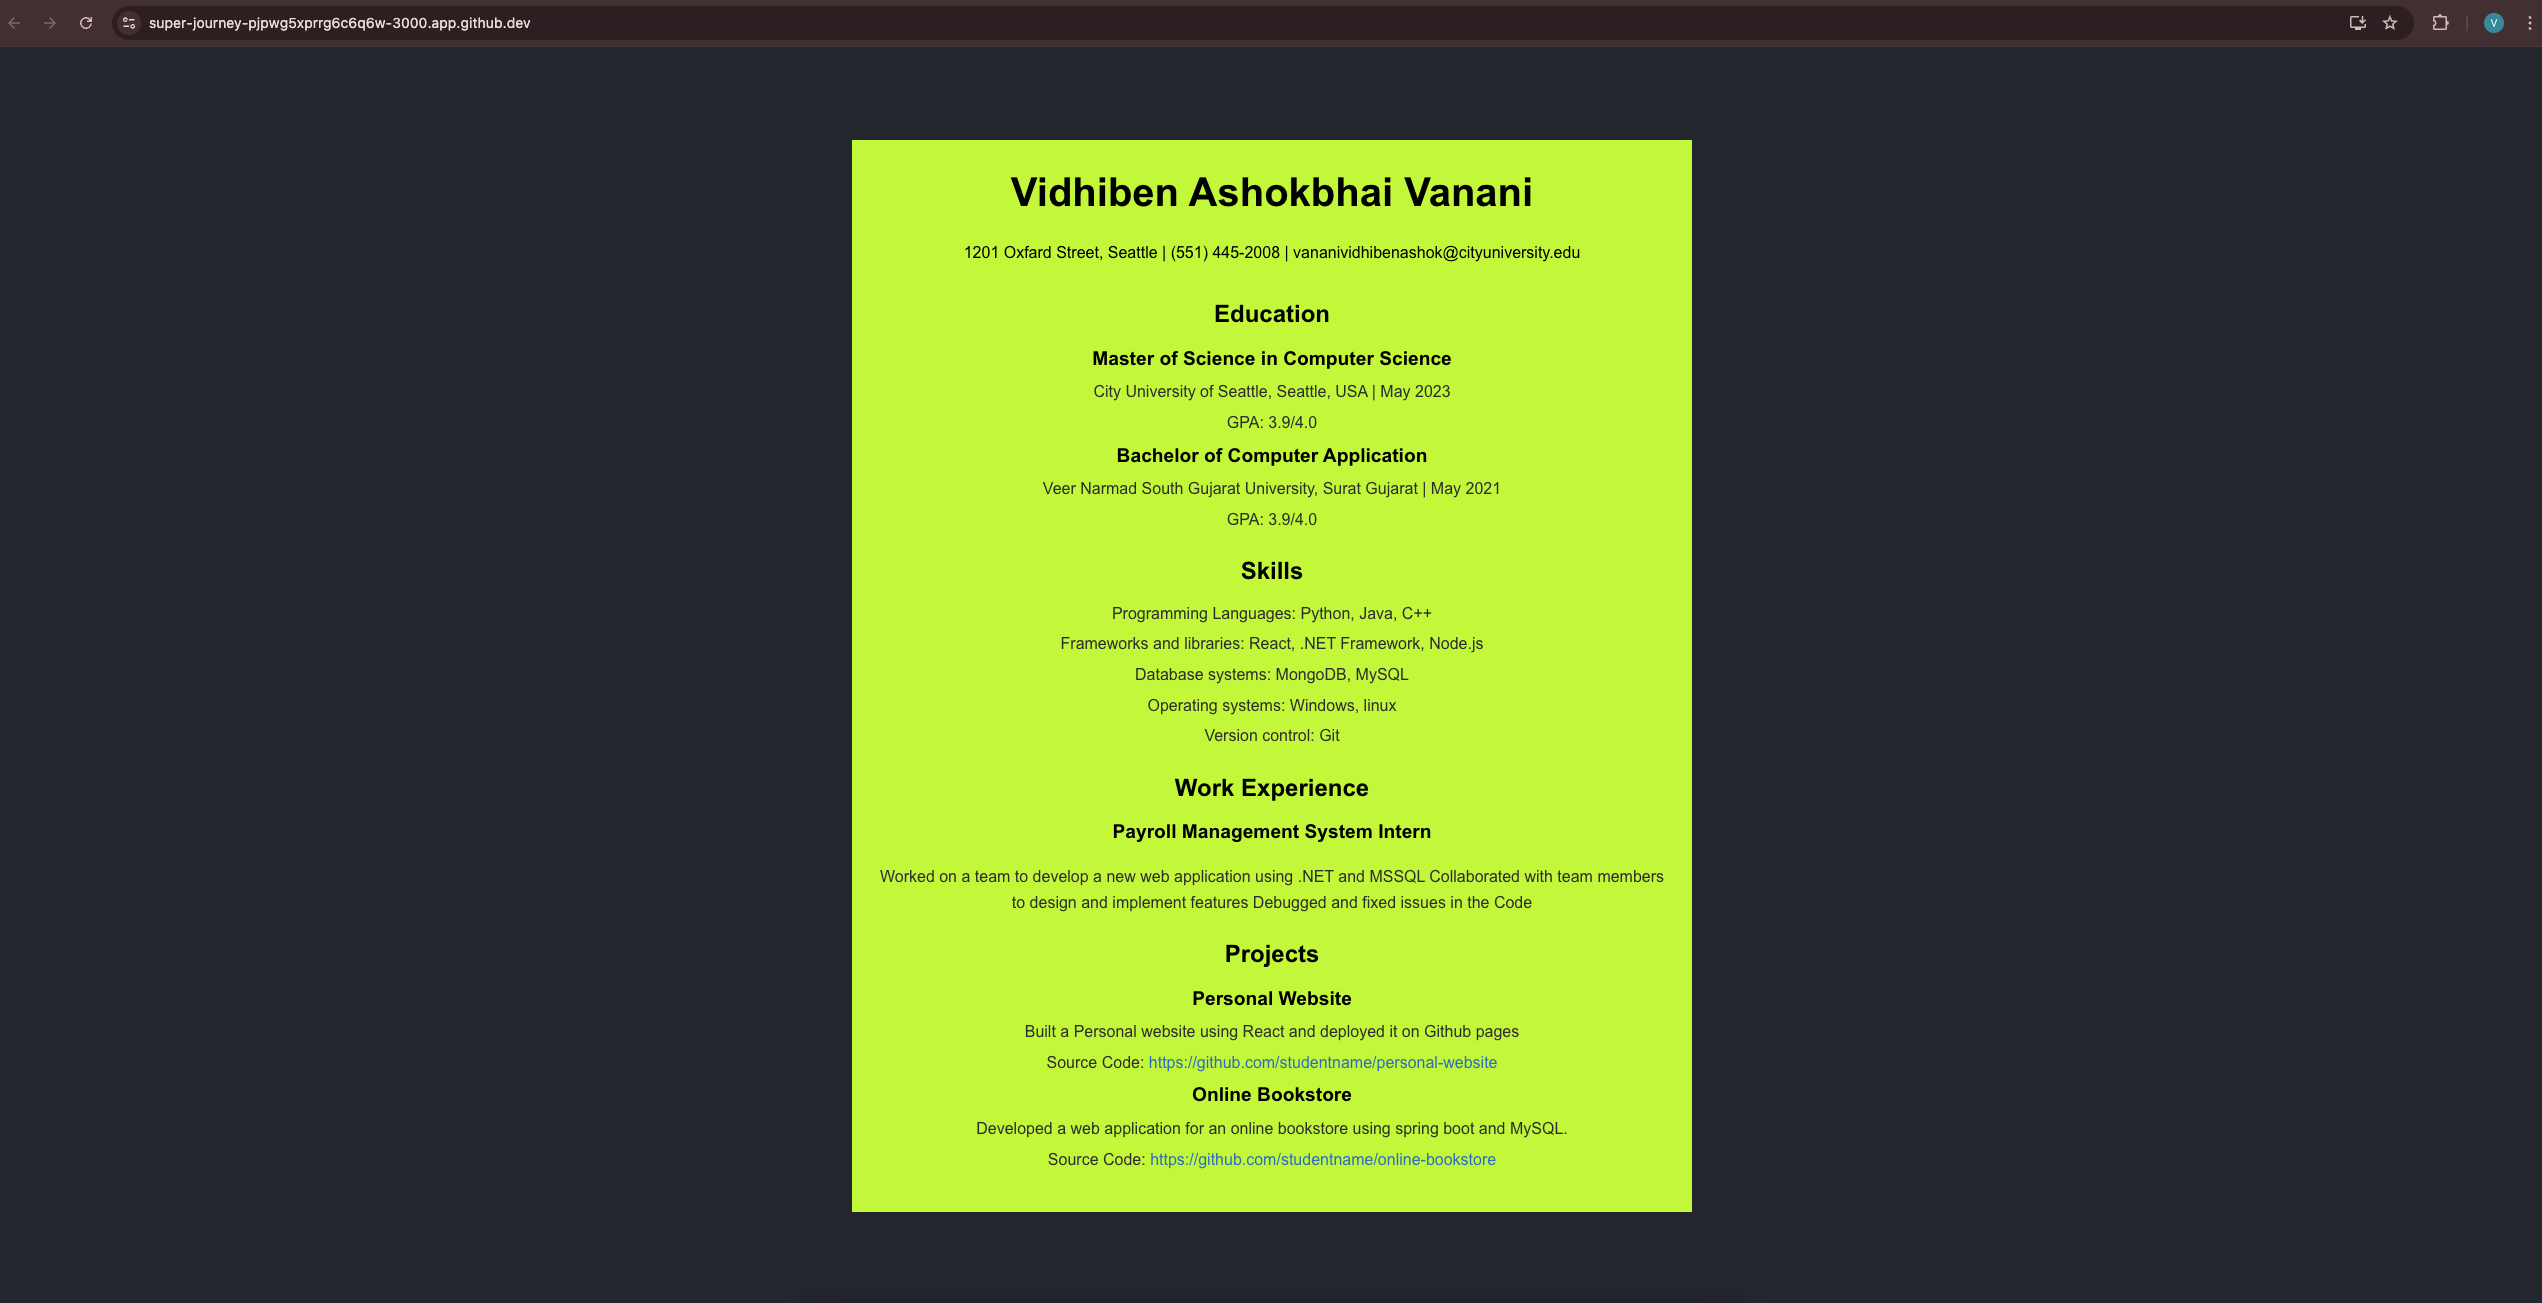 super-journey-pjpwg5xprrg6c6q6w-3000.app.github.dev
V
Vidhiben Ashokbhai Vanani
1201 Oxfard Street, Seattle | (551) 445-2008 | vananividhibenashok@cityuniversity.edu
Education
Master of Science in Computer Science
City University of Seattle, Seattle, USA | May 2023
GPA: 3.9/4.0
Bachelor of Computer Application
Veer Narmad South Gujarat University, Surat Gujarat | May 2021
GPA: 3.9/4.0
Skills
Programming Languages: Python, Java, C++
Frameworks and libraries: React, .NET Framework, Node.js
Database systems: MongoDB, MySQL
Operating systems: Windows, linux
Version control: Git
Work Experience
Payroll Management System Intern
Worked on a team to develop a new web application using .NET and MSSQL Collaborated with team members
to design and implement features Debugged and fixed issues in the Code
Projects
Personal Website
Built a Personal website using React and deployed it on Github pages
Source Code: https://github.com/studentname/personal-website
Online Bookstore
Developed a web application for an online bookstore using spring boot and MySQL.
Source Code: https://github.com/studentname/online-bookstore